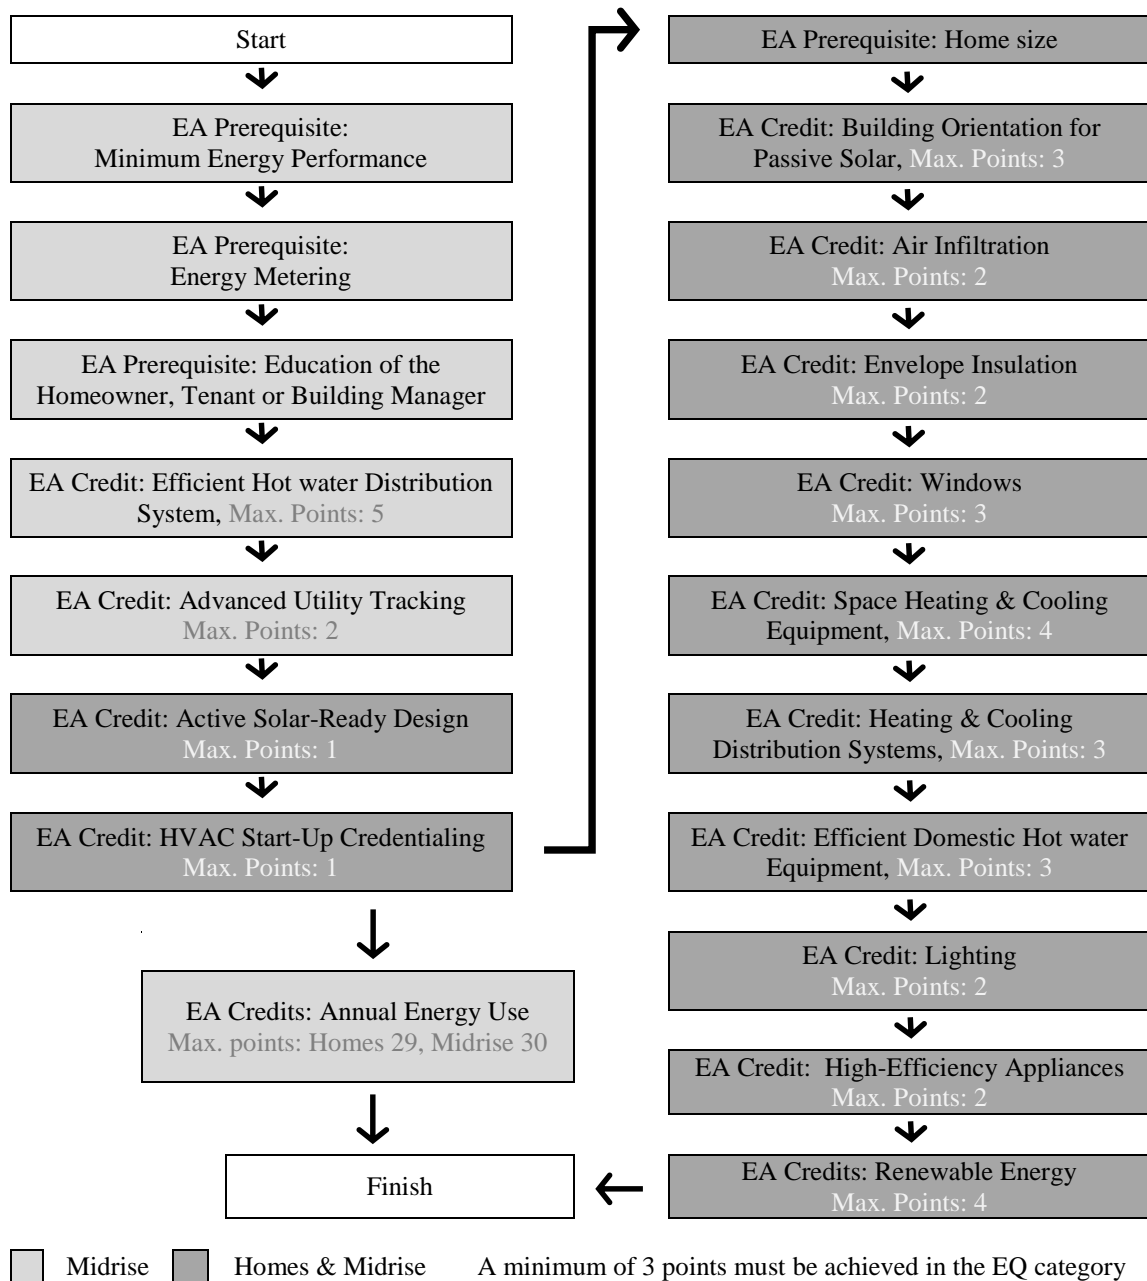 Start
EA Prerequisite:
Minimum Energy Performance
EA Prerequisite:
Energy Metering
EA Prerequisite: Education of the
Homeowner, Tenant or Building Manager
EA Credit: Efficient Hot water Distribution
System, Max. Points: 5
EA Credit: Advanced Utility Tracking
Max. Points: 2
EA Credit: Active Solar-Ready Design
Max. Points: 1
EA Credit: HVAC Start-Up Credentialing
Max. Points: 1
EA Credits: Annual Energy Use
Max. points: Homes 29, Midrise 30
EA Prerequisite: Home size
EA Credit: Building Orientation for
Passive Solar, Max. Points: 3
EA Credit: Air Infiltration
Max. Points: 2
EA Credit: Envelope Insulation
Max. Points: 2
EA Credit: Windows
Max. Points: 3
EA Credit: Space Heating & Cooling
Equipment, Max. Points: 4
EA Credit: Heating & Cooling
Distribution Systems, Max. Points: 3
EA Credit: Efficient Domestic Hot water
Equipment, Max. Points: 3
EA Credit: Lighting
Max. Points: 2
EA Credit: High-Efficiency Appliances
Max. Points: 2
EA Credits: Renewable Energy
Max. Points: 4
Finish
Midrise Homes & Midrise A minimum of 3 points must be achieved in the EQ category